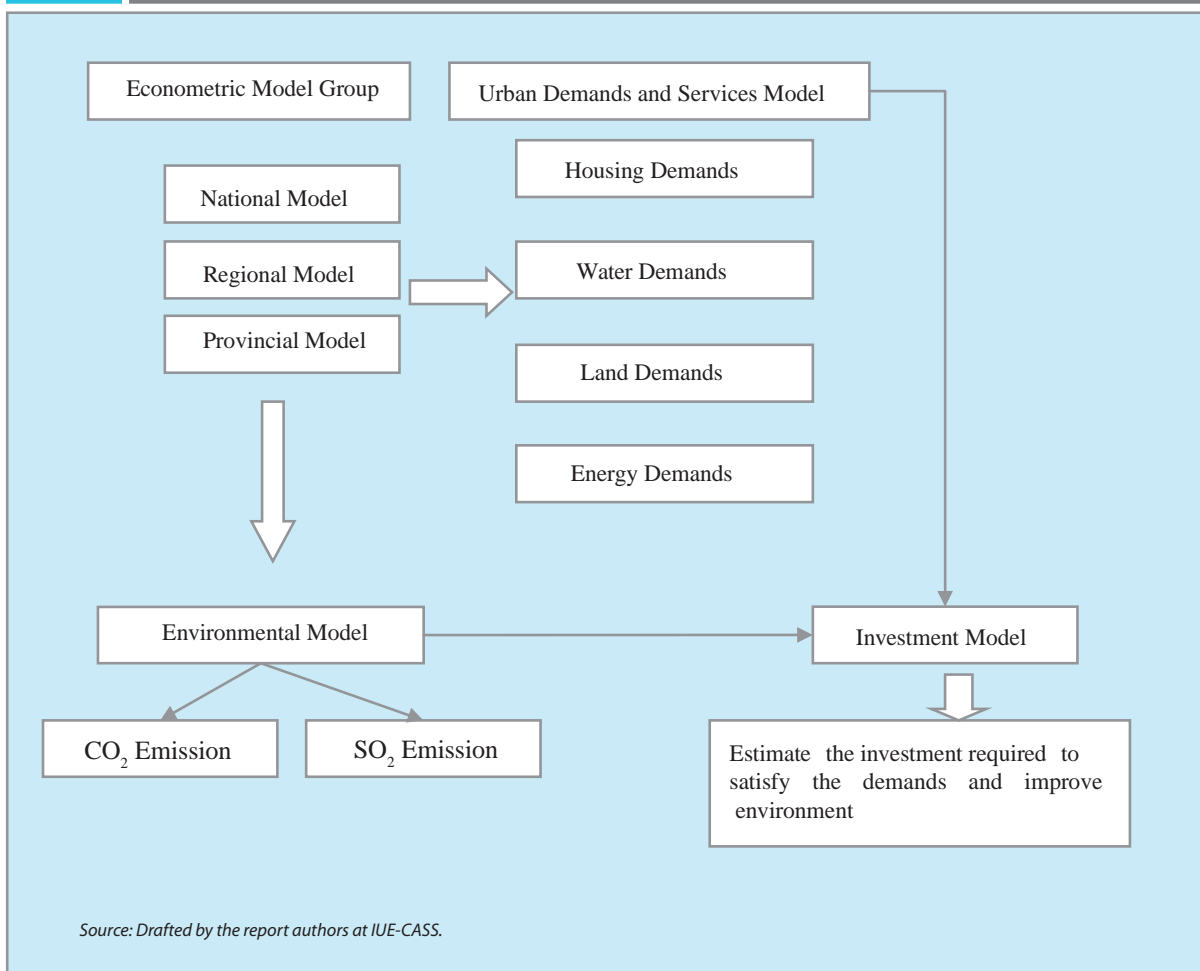 Econometric Model Group
Urban Demands and Services Model
Housing Demands
National Model
Regional Model
Water Demands
Provincial Model
Land Demands
Energy Demands
Environmental Model
Investment Model
CO₂ Emission
SO₂ Emission
Estimate the investment required to
satisfy the demands and improve
environment
Source: Drafted by the report authors at IUE-CASS.